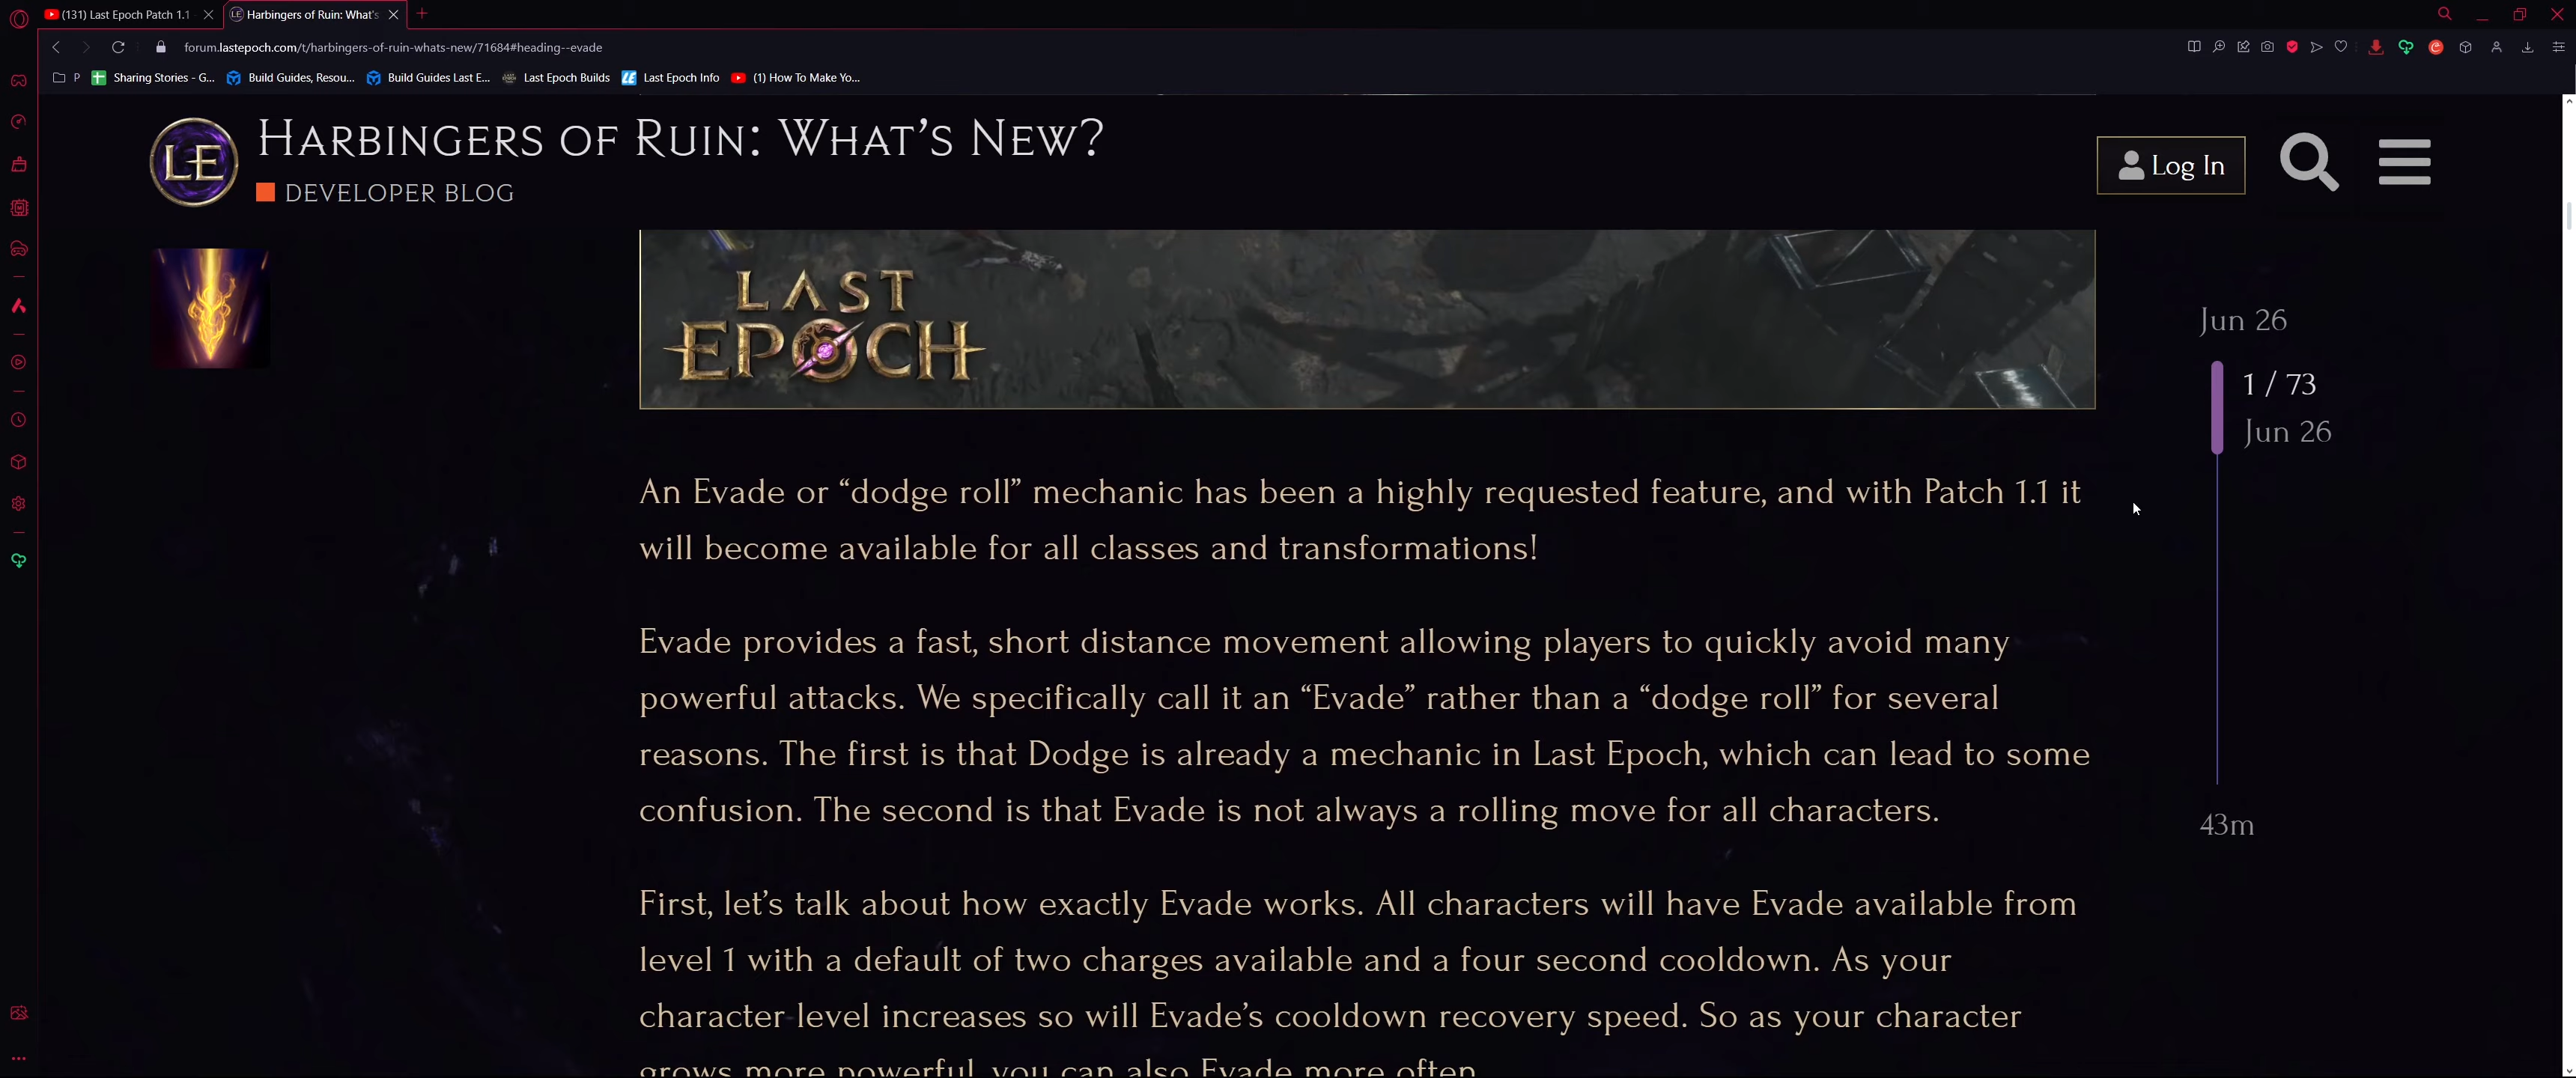 (131) Last Epoch Patch 1.1
Harbingers of Ruin: What's
forum.lastepoch.com/t/harbingers-of-ruin-whats-new/71684#heading--evade
P
Sharing Stories - G...
Build Guides, Resou...
Build Guides Last E...
Last Epoch Builds
Last Epoch Info
(1) How To Make Yo...
LE
Harbingers of Ruin: What’s New?
DEVELOPER BLOG
Log In
LAST
EPOCH
Jun 26
1 / 73
Jun 26
43m
An Evade or “dodge roll” mechanic has been a highly requested feature, and with Patch 1.1 it
will become available for all classes and transformations!
Evade provides a fast, short distance movement allowing players to quickly avoid many
powerful attacks. We specifically call it an “Evade” rather than a “dodge roll” for several
reasons. The first is that Dodge is already a mechanic in Last Epoch, which can lead to some
confusion. The second is that Evade is not always a rolling move for all characters.
First, let’s talk about how exactly Evade works. All characters will have Evade available from
level 1 with a default of two charges available and a four second cooldown. As your
character level increases so will Evade’s cooldown recovery speed. So as your character
grows more powerful, you can also Evade more often